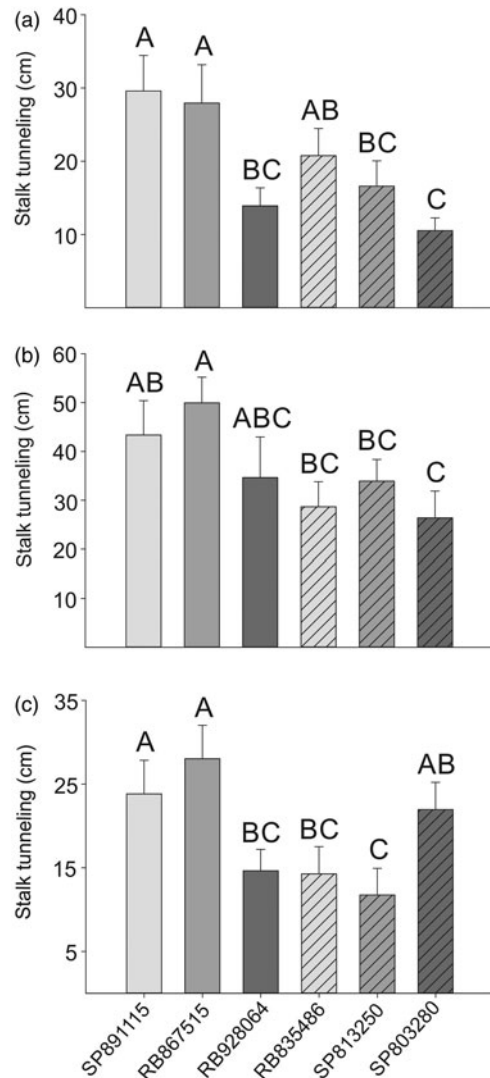 (a)
Stalk tunneling (cm)
40
30
20
10
A
A
BC
AB
BC
C
(b)
Stalk tunneling (cm)
60
50
40
30
20
10
AB
A
ABC
BC
BC
C
(c)
Stalk tunneling (cm)
35
25
15
5
A
A
BC
BC
C
AB
SP891115
RB867515
RB928064
RB835486
SP813250
SP803280